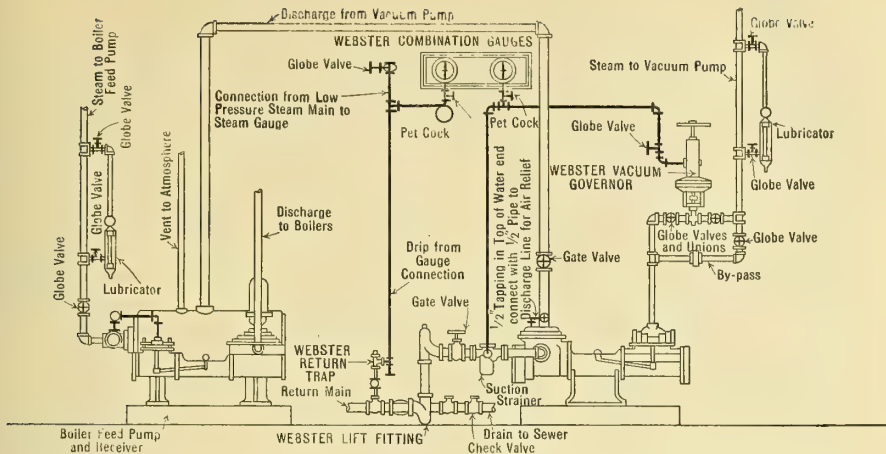 Discharge from Vacuum Pump
WEBSTER COMBINATION GAUGES
Globe Valve
Steam to Boiler
Feed Pump
Globe Valve
Globe Valve
Connection from Low
Pressure Steam Main to
Steam Gauge
Pet Cock
Pet Cock
Steam to Vacuum Pump
Globe Valve
Lubricator
Globe Valve
WEBSTER VACUUM
GOVERNOR
Globe Valve
Globe Valve
Vent to Atmosphere
Discharge
to Boilers
Globe Valve
Lubricator
Drip from
Gauge
Connection
Gate Valve
1/2" Tapping in Top of Water end
connect with 1/2" Pipe to
Discharge Line for Air Relief
Gate Valve
Globe Valves
and Unions
Globe Valve
By-pass
WEBSTER
RETURN
TRAP
Return Main
Suction
Strainer
Boiler Feed Pump
and Receiver
WEBSTER LIFT FITTING
Drain to Sewer
Check Valve